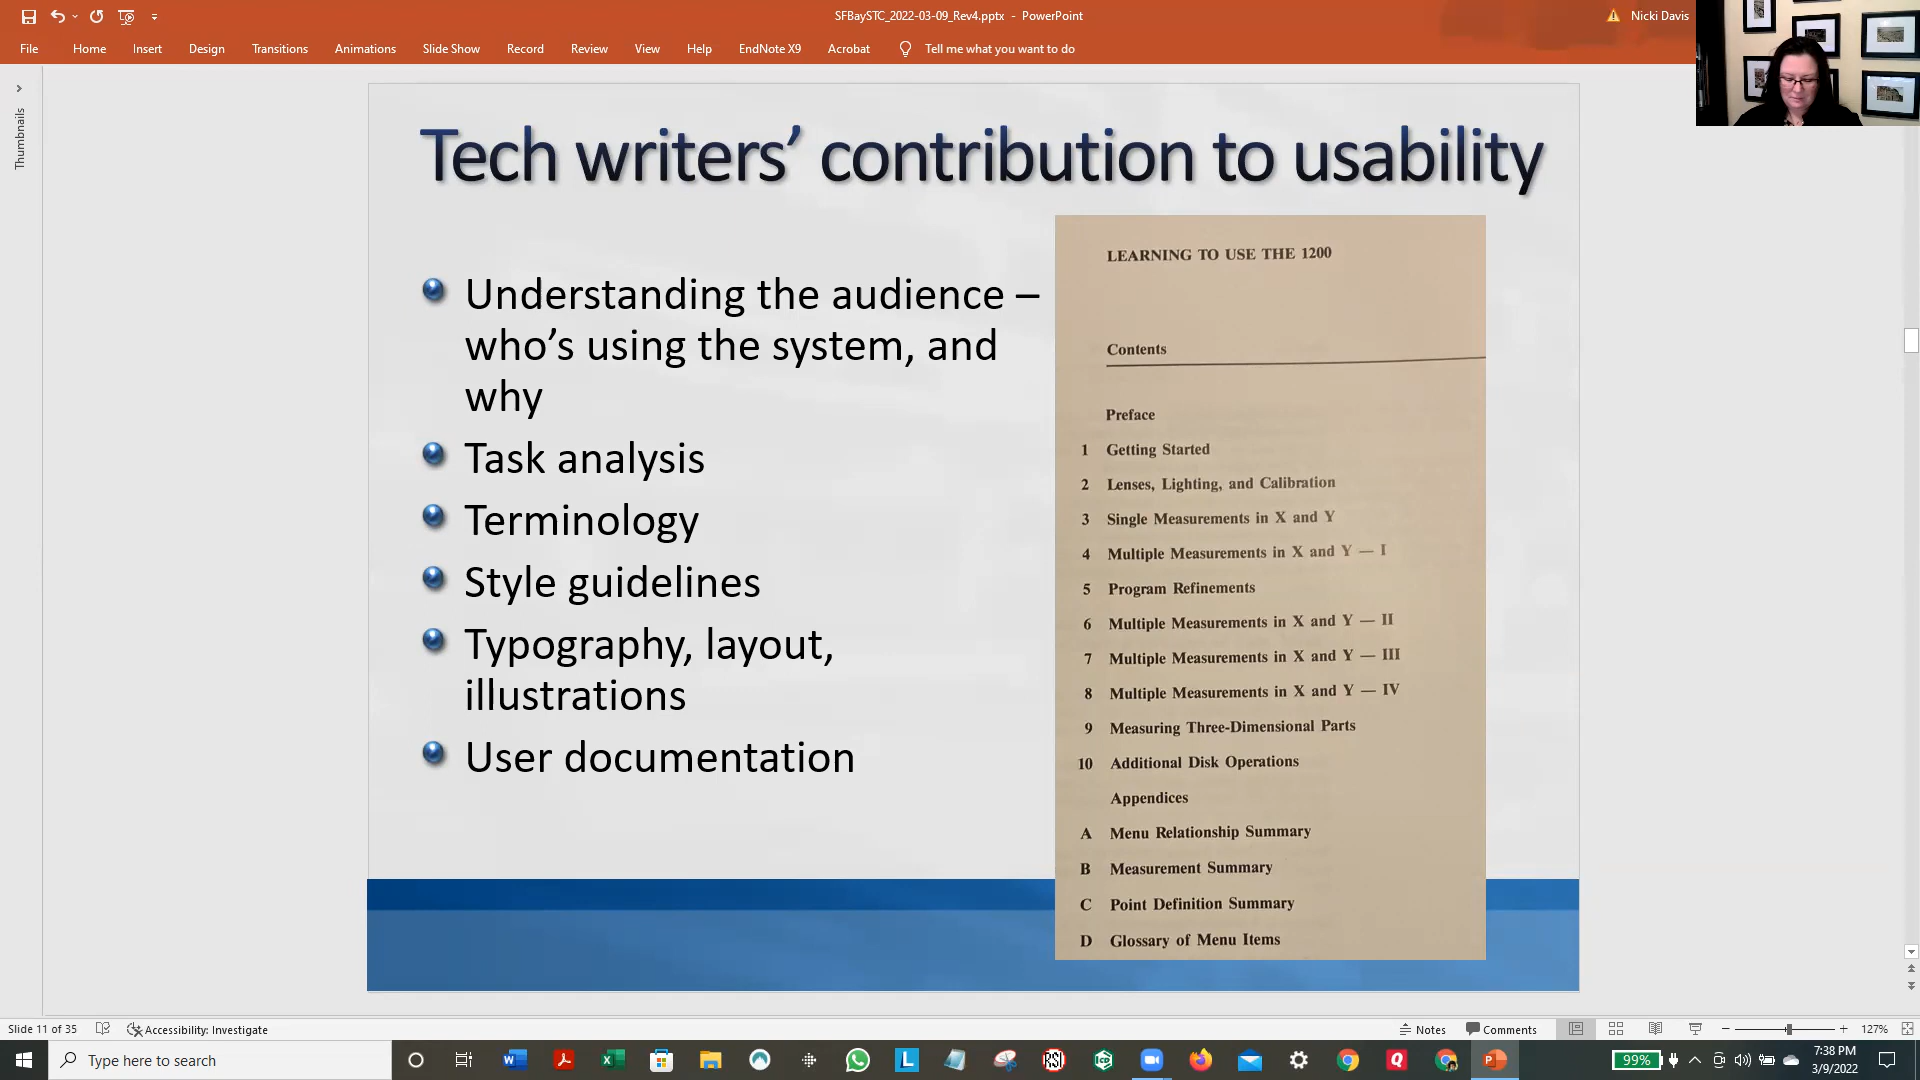 SFBaySTC_2022-03-09_Rev4.pptx - PowerPoint
Nicki Davis
File Home Insert Design Transitions Animations Slide Show Record Review View Help EndNote X9 Acrobat Tell me what you want to do
Thumbnails
Tech writers’ contribution to usability
Understanding the audience –
who’s using the system, and
why
Task analysis
Terminology
Style guidelines
Typography, layout,
illustrations
User documentation
LEARNING TO USE THE 1200
Contents
Preface
1 Getting Started
2 Lenses, Lighting, and Calibration
3 Single Measurements in X and Y
4 Multiple Measurements in X and Y — I
5 Program Refinements
6 Multiple Measurements in X and Y — II
7 Multiple Measurements in X and Y — III
8 Multiple Measurements in X and Y — IV
9 Measuring Three-Dimensional Parts
10 Additional Disk Operations
Appendices
A Menu Relationship Summary
B Measurement Summary
C Point Definition Summary
D Glossary of Menu Items
Slide 11 of 35 Accessibility: Investigate Notes Comments 127%
Type here to search
99%
7:38 PM
3/9/2022